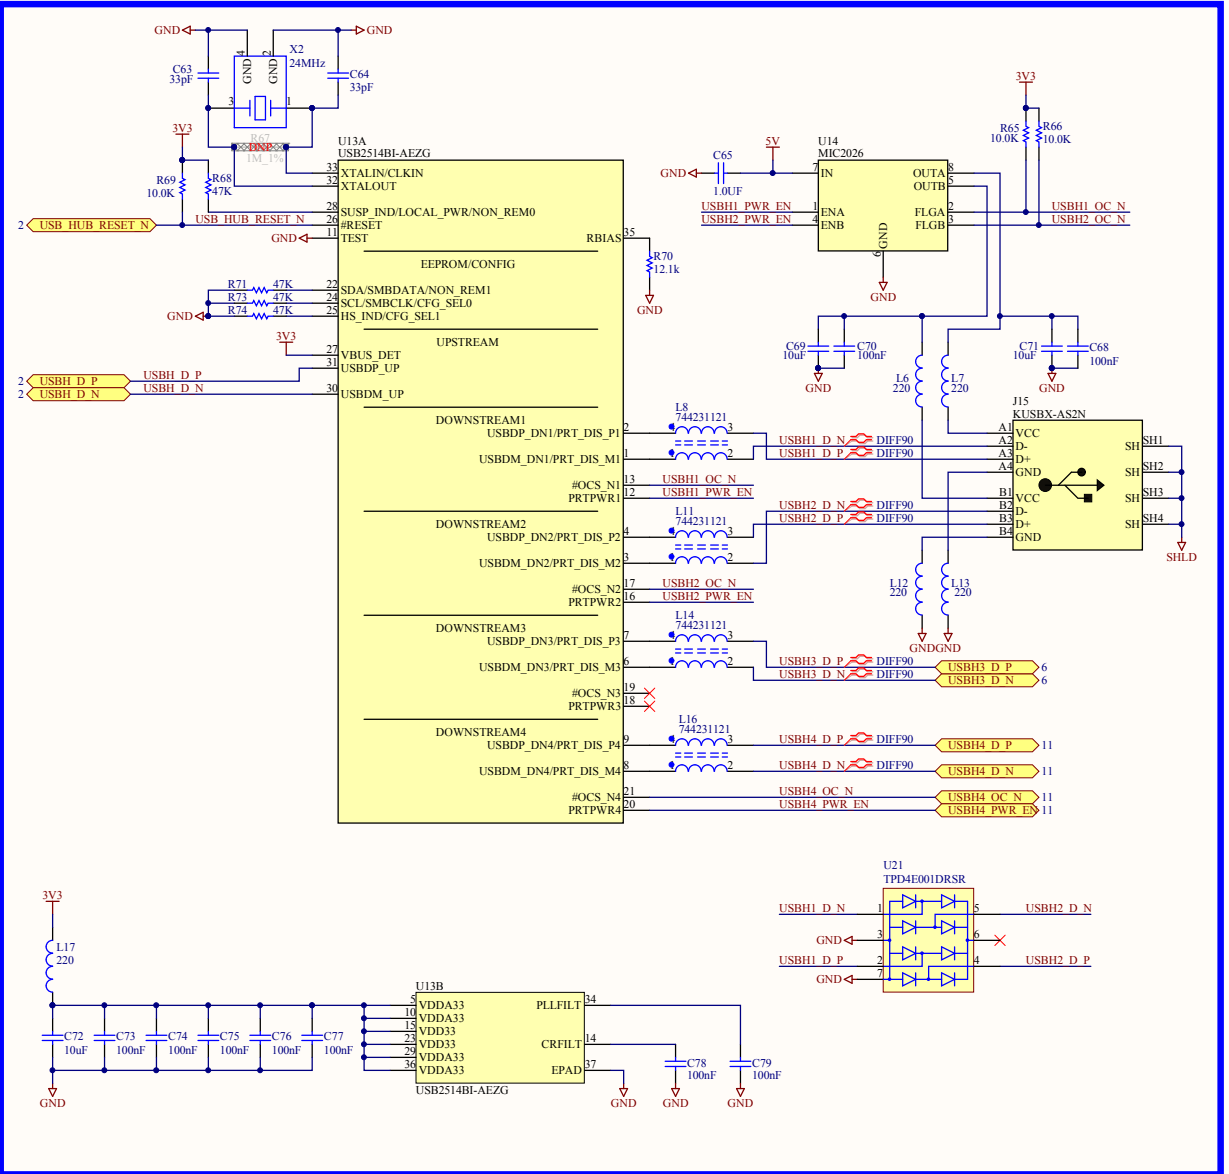 GND
GND
C63
33pF
GND
4
GND
2
X2
24MHz
C64
33pF
3
1
R67
DNP
1M_1%
3V3
R69
10.0K
R68
47K
2 USB_HUB_RESET_N
USB_HUB_RESET_N
GND
U13A
USB2514BI-AEZG
33 XTALIN/CLKIN
32 XTALOUT
28 SUSP_IND/LOCAL_PWR/NON_REM0
26 #RESET
11 TEST
RBIAS 35
R70
12.1k
GND
EEPROM/CONFIG
R71 47K 22 SDA/SMBDATA/NON_REM1
R73 47K 24 SCL/SMBCLK/CFG_SEL0
GND R74 47K 25 HS_IND/CFG_SEL1
UPSTREAM
3V3
27 VBUS_DET
31 USBDP_UP
2 USBH_D_P USBH_D_P
2 USBH_D_N USBH_D_N
30 USBDM_UP
DOWNSTREAM1
USBDP_DN1/PRT_DIS_P1 2
USBDM_DN1/PRT_DIS_M1 1
L8
744231121
3
2
USBH1_D_N DIFF90
USBH1_D_P DIFF90
#OCS_N1 13 USBH1_OC_N
PRTPWR1 12 USBH1_PWR_EN
DOWNSTREAM2
USBDP_DN2/PRT_DIS_P2 4
USBDM_DN2/PRT_DIS_M2 3
L11
744231121
3
2
USBH2_D_N DIFF90
USBH2_D_P DIFF90
#OCS_N2 17 USBH2_OC_N
PRTPWR2 16 USBH2_PWR_EN
DOWNSTREAM3
USBDP_DN3/PRT_DIS_P3 7
USBDM_DN3/PRT_DIS_M3 6
L14
744231121
3
2
USBH3_D_P DIFF90 USBH3_D_P 6
USBH3_D_N DIFF90 USBH3_D_N 6
#OCS_N3 19
PRTPWR3 18
DOWNSTREAM4
USBDP_DN4/PRT_DIS_P4 9
USBDM_DN4/PRT_DIS_M4 8
L16
744231121
3
2
USBH4_D_P DIFF90 USBH4_D_P 11
USBH4_D_N DIFF90 USBH4_D_N 11
#OCS_N4 21 USBH4_OC_N USBH4_OC_N 11
PRTPWR4 20 USBH4_PWR_EN USBH4_PWR_EN 11
5V
GND
C65
1.0UF
USBH1_PWR_EN
USBH2_PWR_EN
U14
MIC2026
7 IN
1 ENA
4 ENB
OUTA 8
OUTB 5
FLGA 2
FLGB 3
GND
6
GND
3V3
R65
10.0K
R66
10.0K
USBH1_OC_N
USBH2_OC_N
C69
10uF
C70
100nF
GND
L6
220
L7
220
C71
10uF
C68
100nF
GND
J15
KUSBX-AS2N
A1 VCC
A2 D-
A3 D+
A4 GND
B1 VCC
B2 D-
B3 D+
B4 GND
SH SH1
SH SH2
SH SH3
SH SH4
SHLD
L12
220
L13
220
GND
GND
U21
TPD4E001DRSR
USBH1_D_N 1
GND 3
USBH1_D_P 2
GND 7
5 USBH2_D_N
6
4 USBH2_D_P
3V3
L17
220
C72
10uF
C73
100nF
C74
100nF
C75
100nF
C76
100nF
C77
100nF
GND
U13B
5 VDDA33
10 VDDA33
15 VDD33
23 VDD33
29 VDDA33
36 VDDA33
PLLFILT 34
CRFILT 14
EPAD 37
USB2514BI-AEZG
C78
100nF
C79
100nF
GND
GND
GND